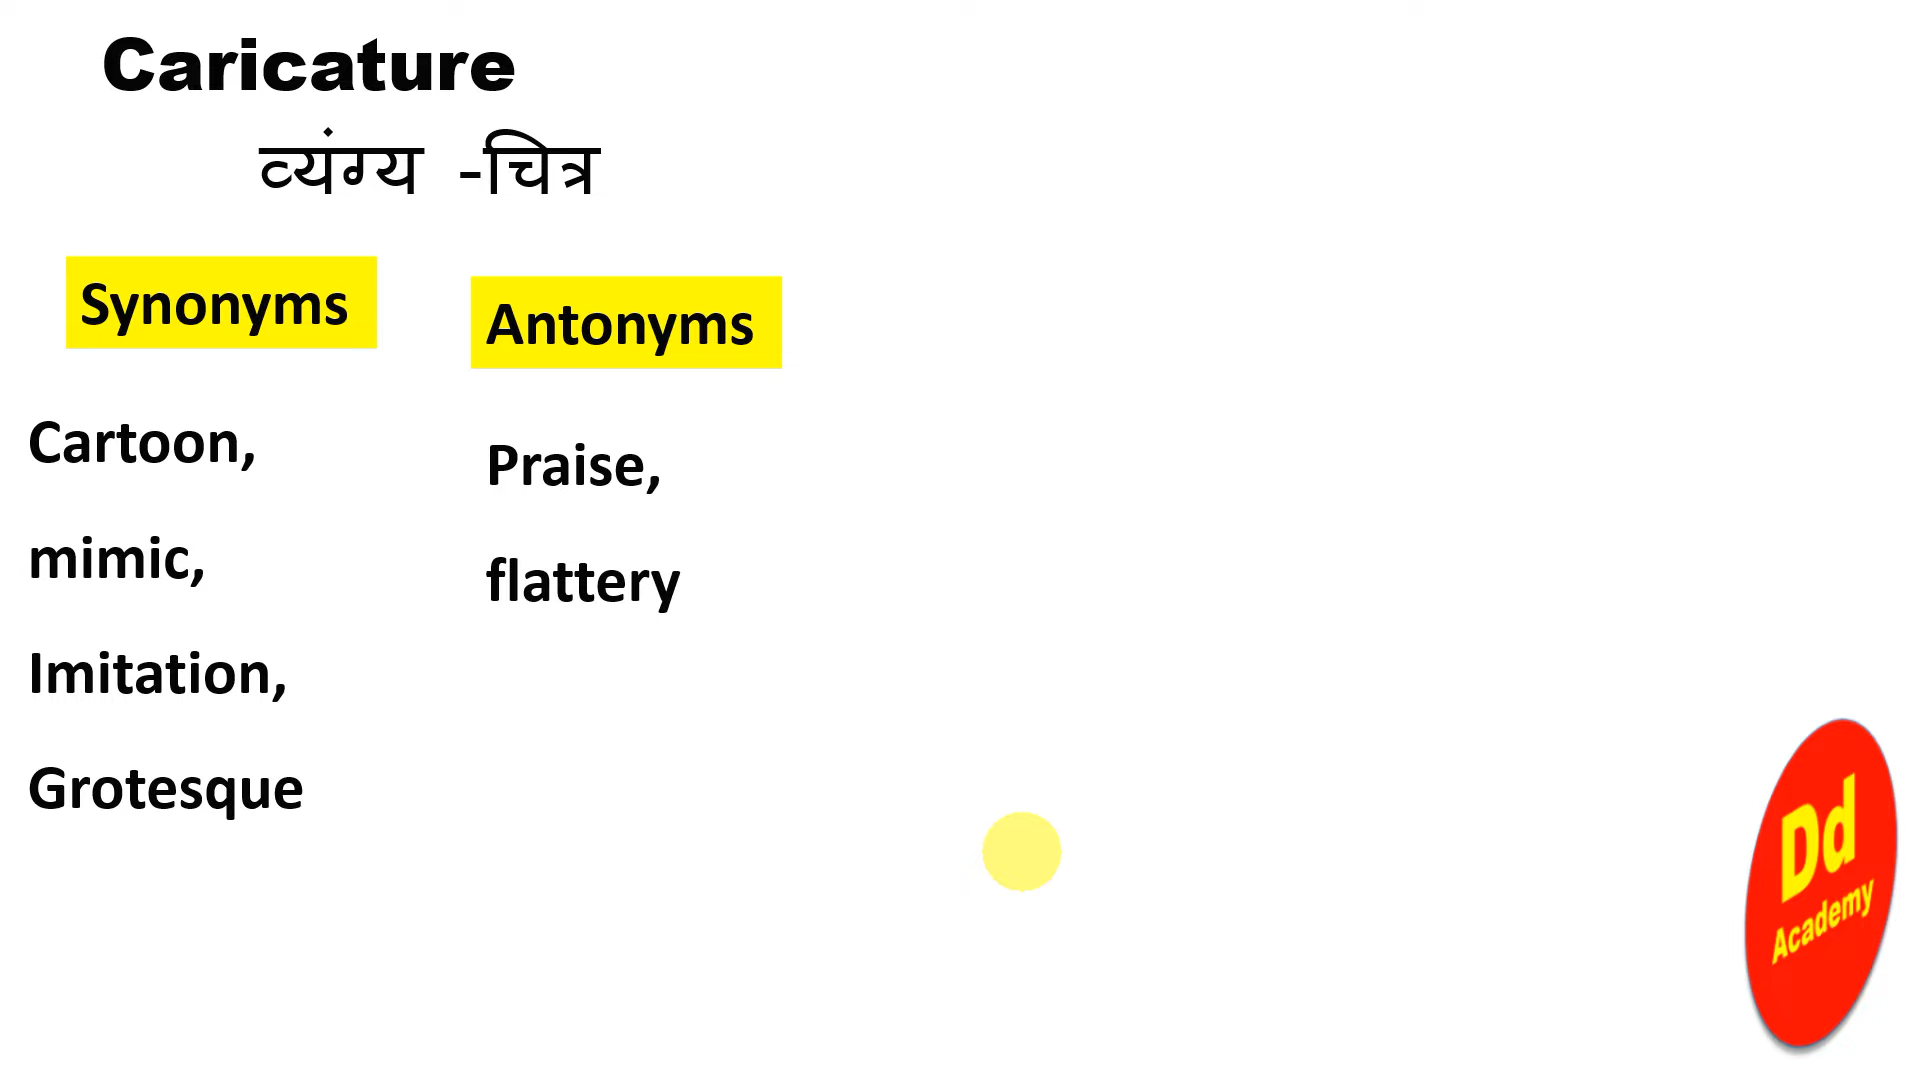 Caricature
व्यंग्य -चित्र
Synonyms
Cartoon,
mimic,
Imitation,
Grotesque
Antonyms
Praise,
flattery
Dd
Academy